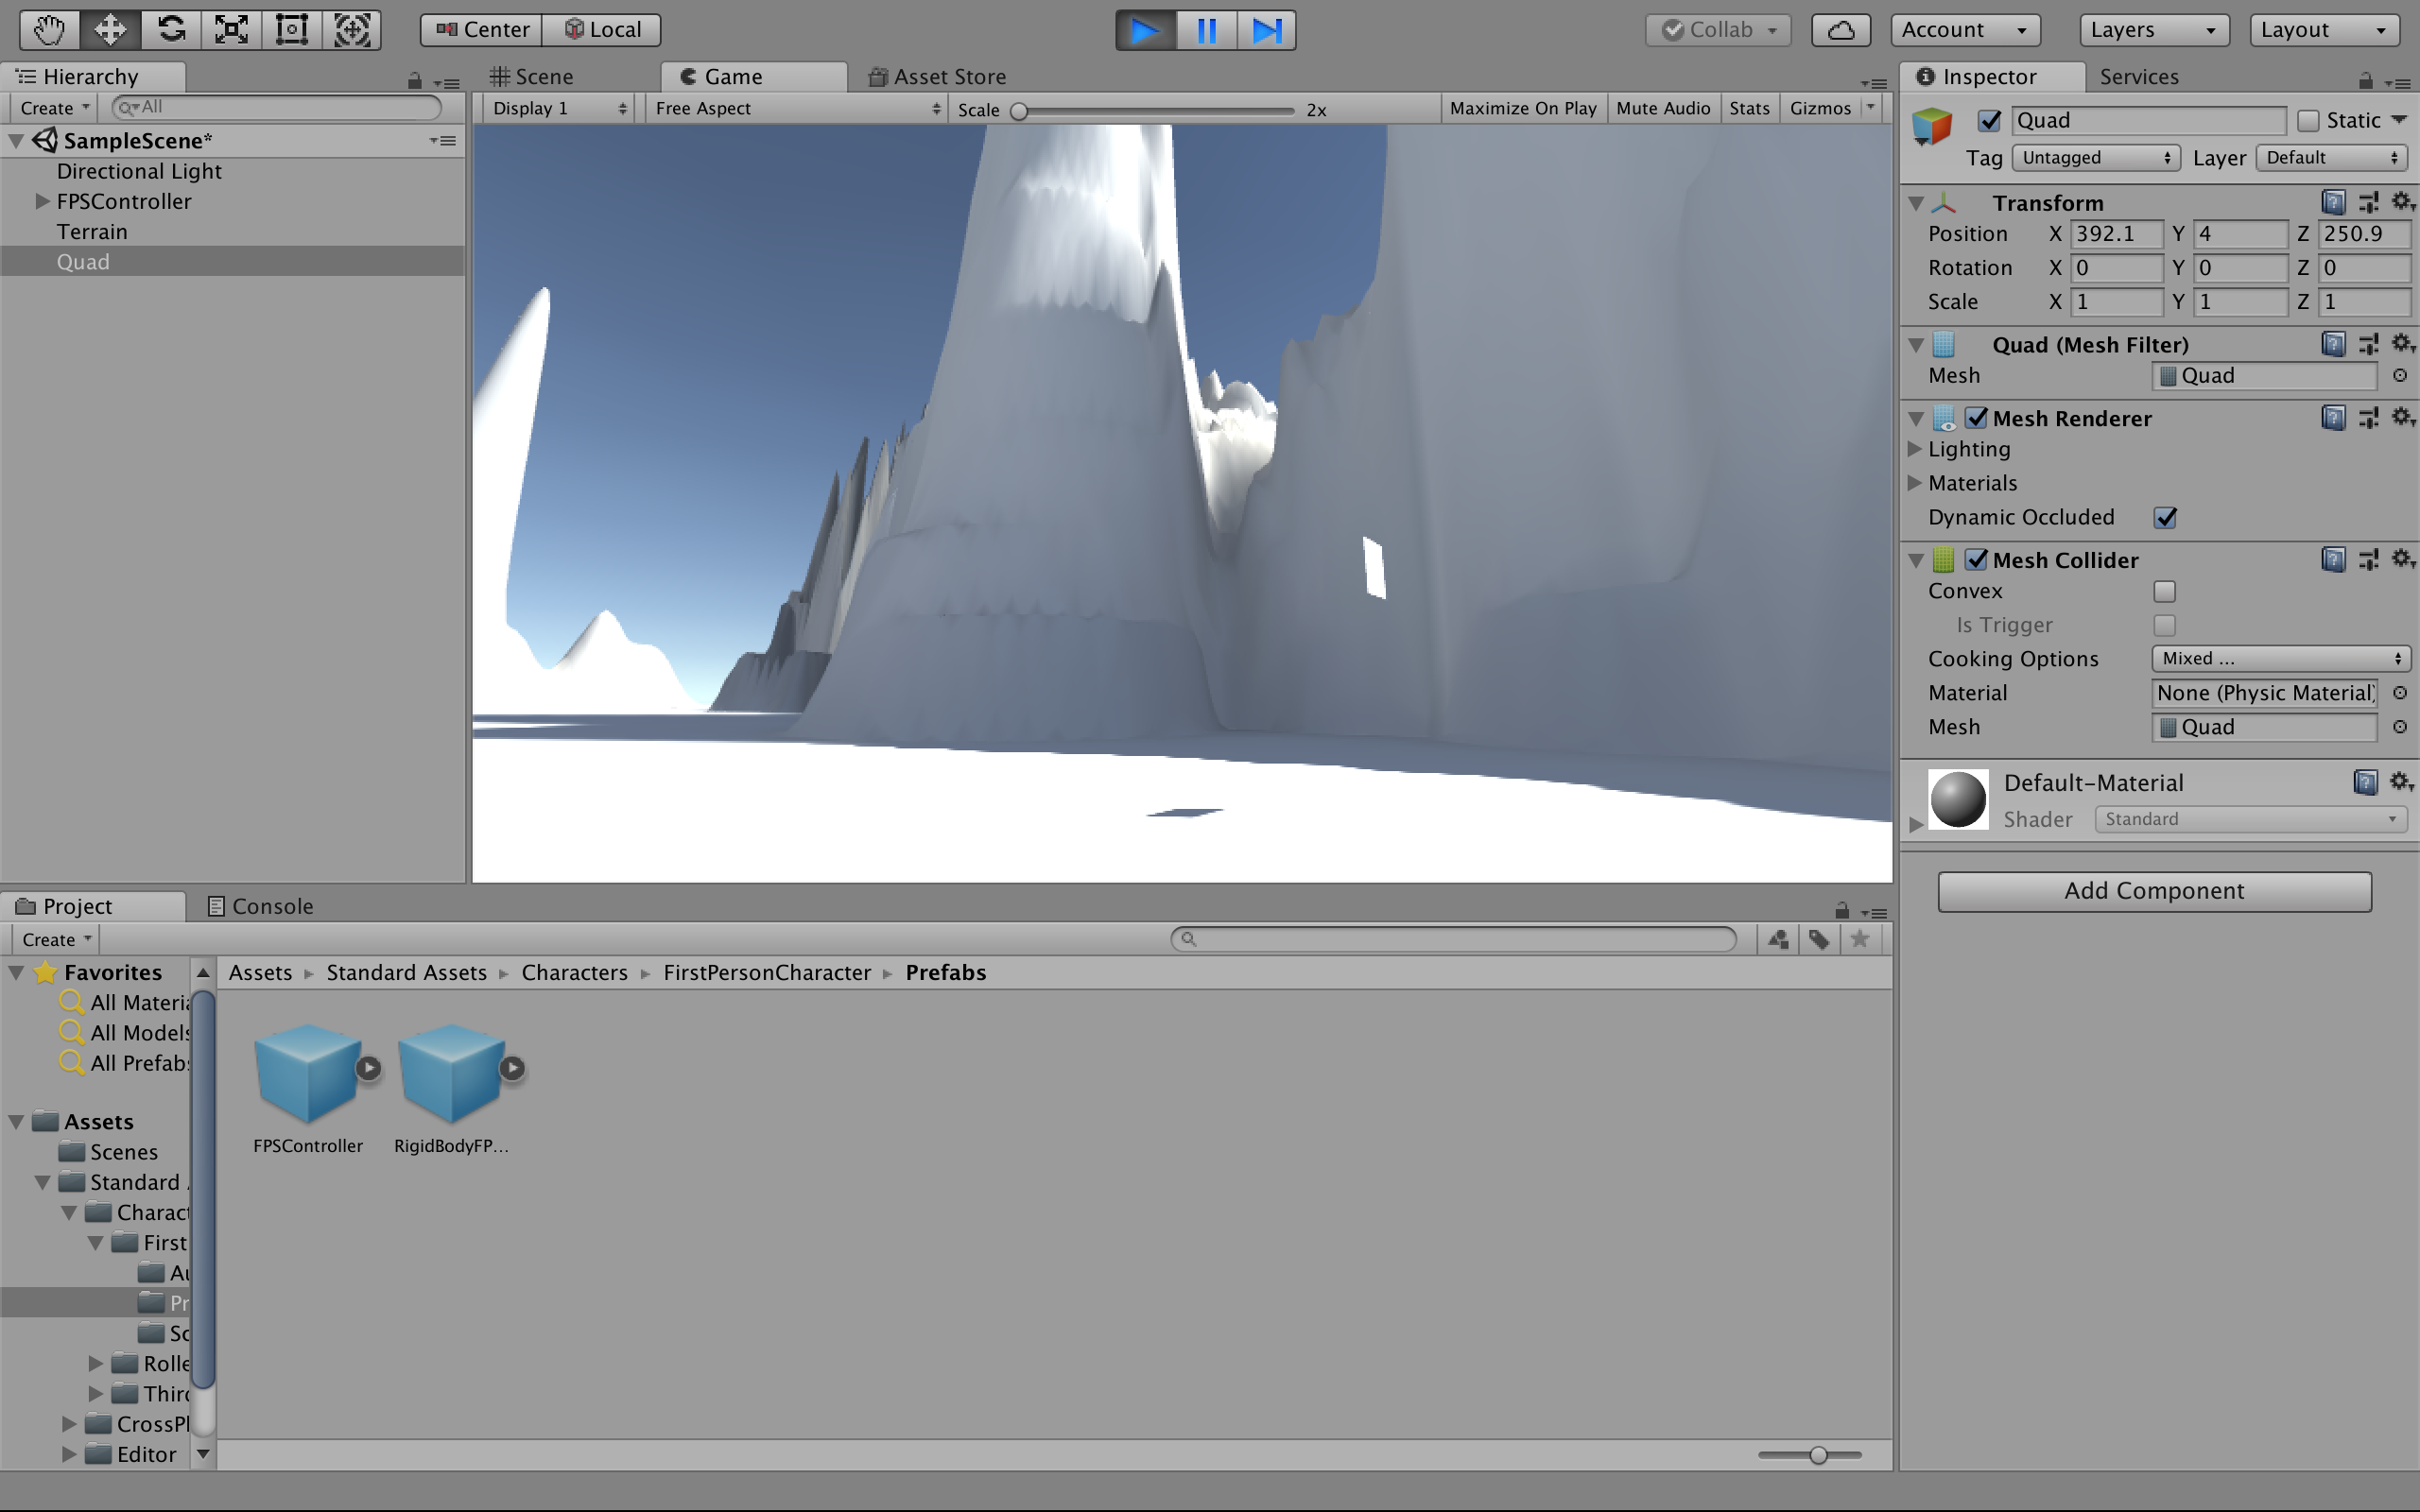 Center Local Collab Account Layers Layout
Hierarchy
Create All
SampleScene*
Directional Light
FPSController
Terrain
Quad
Scene Game Asset Store
Display 1 Free Aspect Scale 2x Maximize On Play Mute Audio Stats Gizmos
Inspector Services
Quad Static
Tag Untagged Layer Default
Transform
Position X 392.1 Y 4 Z 250.9
Rotation X 0 Y 0 Z 0
Scale X 1 Y 1 Z 1
Quad (Mesh Filter)
Mesh Quad
Mesh Renderer
Lighting
Materials
Dynamic Occluded
Mesh Collider
Convex
Is Trigger
Cooking Options Mixed ...
Material None (Physic Material)
Mesh Quad
Default-Material
Shader Standard
Add Component
Project Console
Create
Favorites
All Materia
All Models
All Prefabs
Assets
Scenes
Standard
Charact
First
Au
Pr
Sc
Rolle
Third
CrossPl
Editor
Assets Standard Assets Characters FirstPersonCharacter Prefabs
FPSController RigidBodyFP...